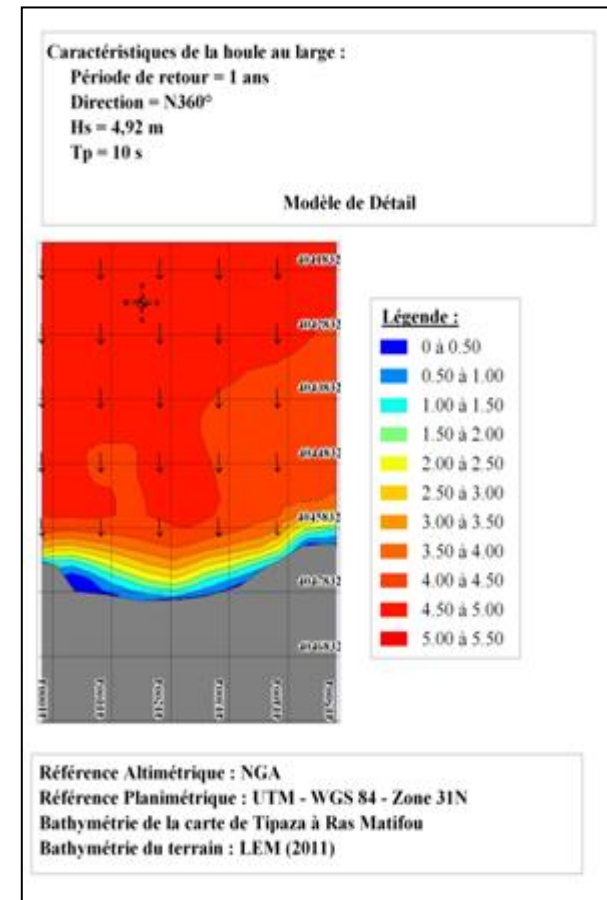 Caractéristiques de la houle au large :
Période de retour = 1 ans
Direction = N360°
Hs = 4,92 m
Tp = 10 s
Modèle de Détail
Légende :
0 à 0.50
0.50 à 1.00
1.00 à 1.50
1.50 à 2.00
2.00 à 2.50
2.50 à 3.00
3.00 à 3.50
3.50 à 4.00
4.00 à 4.50
4.50 à 5.00
5.00 à 5.50
Référence Altimétrique : NGA
Référence Planimétrique : UTM - WGS 84 - Zone 31N
Bathymétrie de la carte de Tipaza à Ras Matifou
Bathymétrie du terrain : LEM (2011)